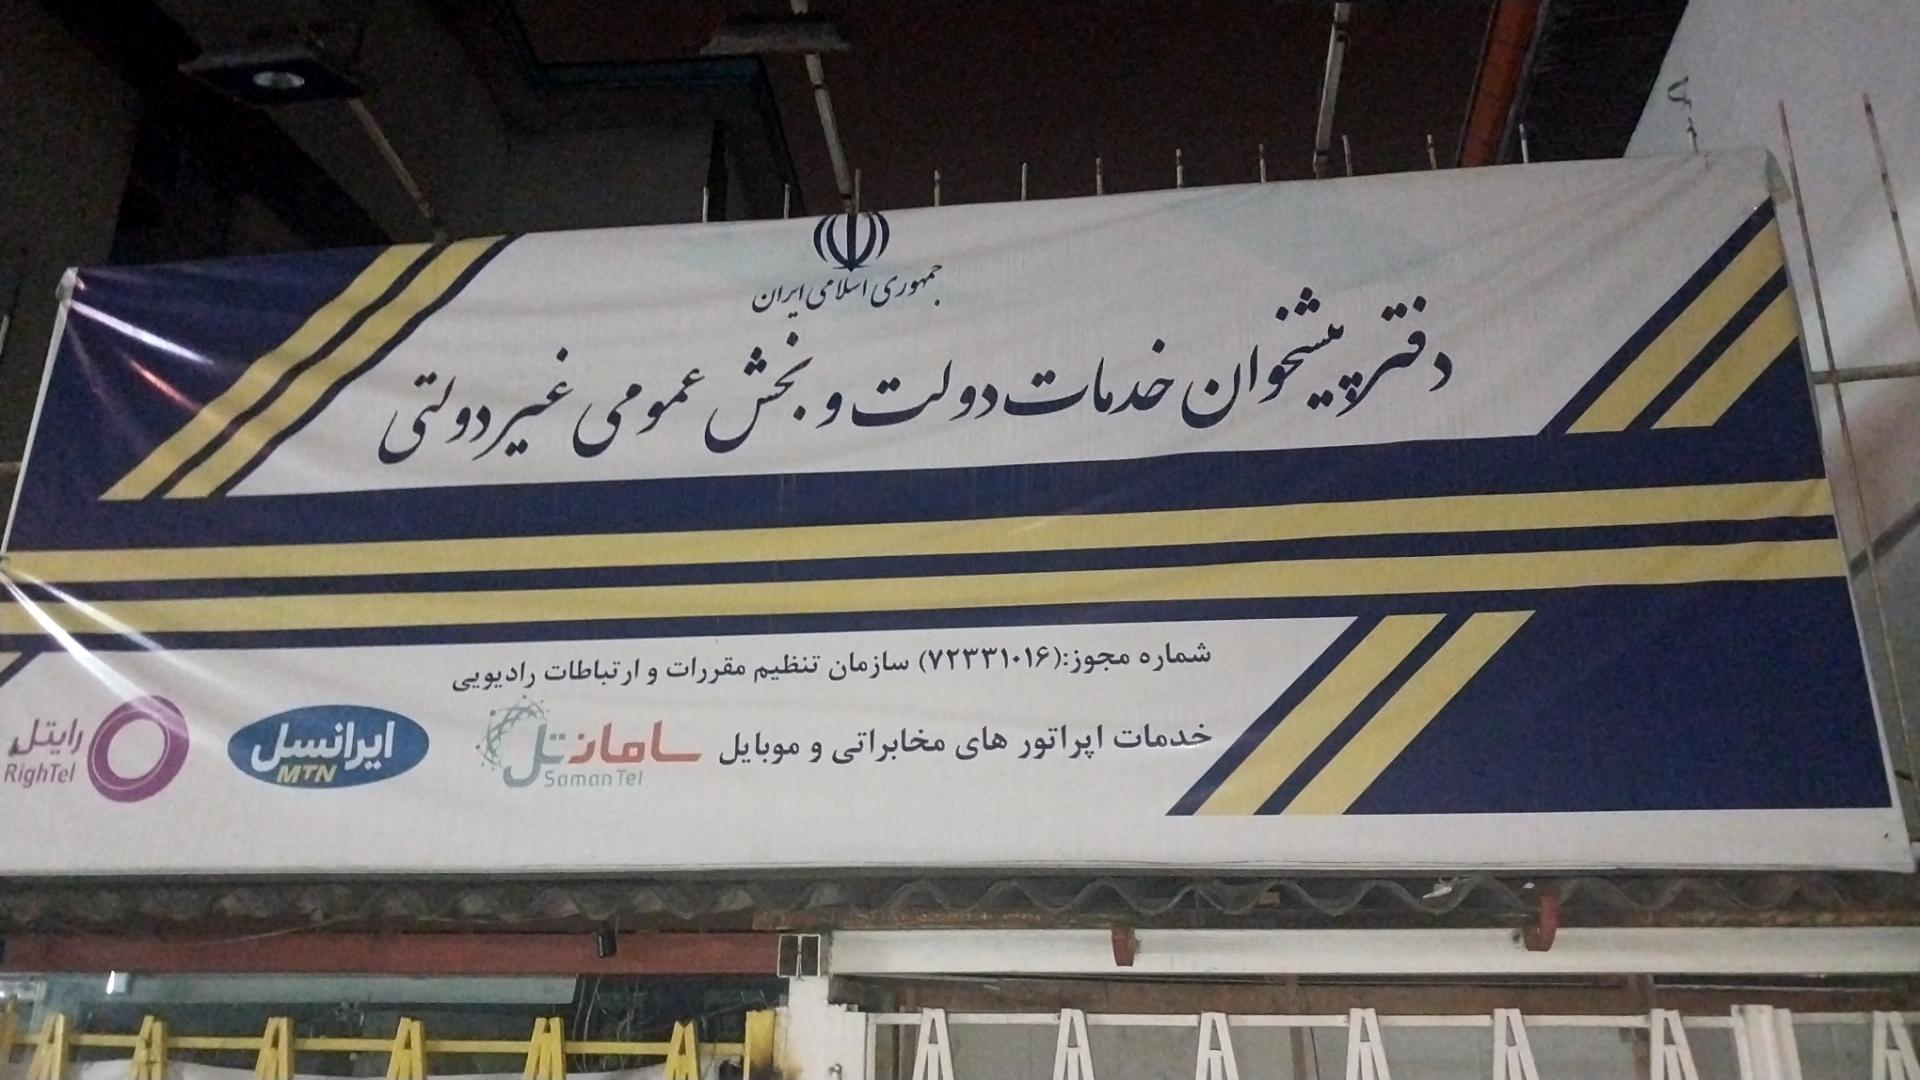 جمهوری اسلامی ایران
دفتر پیشخوان خدمات دولت و بخش عمومی غیر دولتی
شماره مجوز:(۷۲۳۳۱۰۱۶) سازمان تنظیم مقررات و ارتباطات رادیویی
خدمات اپراتور های مخابراتی و موبایل
سامانتل
SamanTel
ایرانسل
MTN
رایتل
RighTel